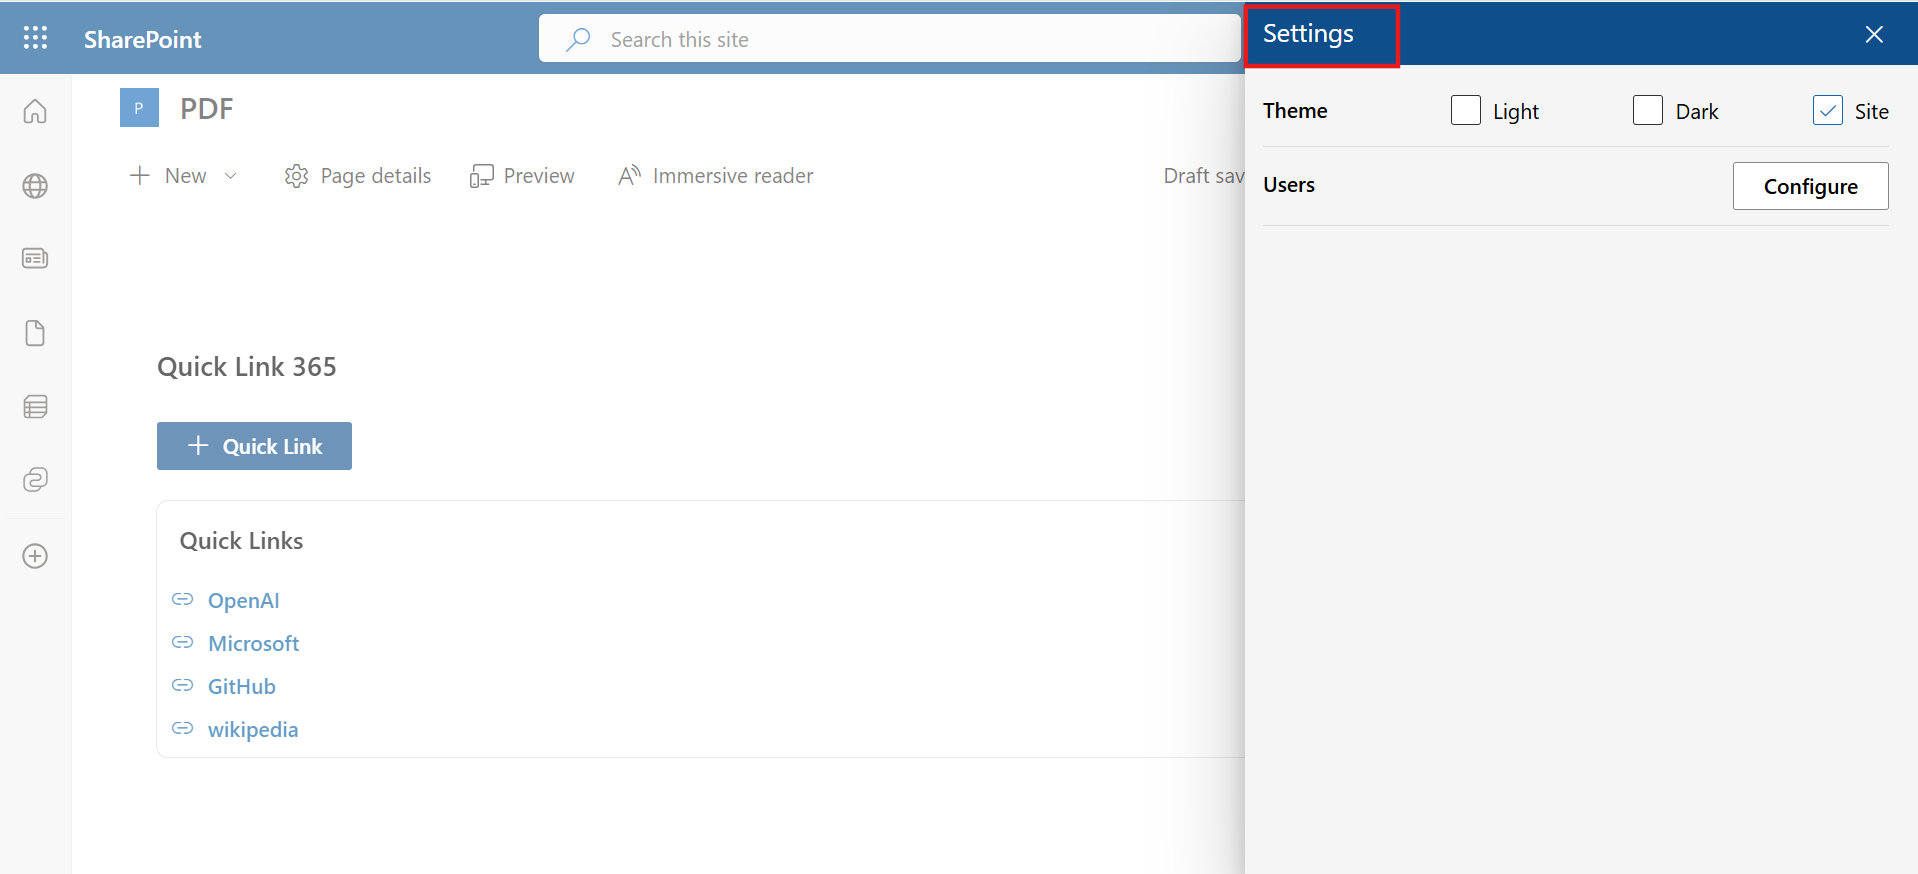 SharePoint
Search this site
Settings
P
PDF
Theme
Light
Dark
Site
New
Page details
Preview
Immersive reader
Draft sav
Users
Configure
Quick Link 365
Quick Link
Quick Links
OpenAI
Microsoft
GitHub
wikipedia